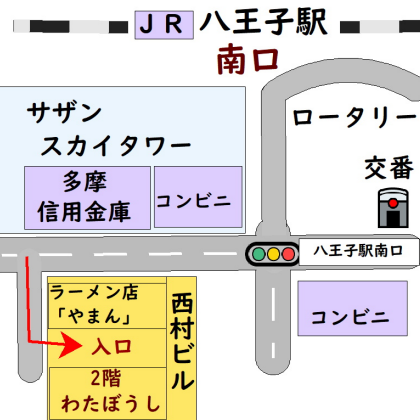 ＪＲ 八王子駅
南口
サザン
スカイタワー
多摩
信用金庫
コンビニ
ロータリー
交番
八王子駅南口
コンビニ
ラーメン店
「やまん」
入口
2階
わたぼうし
西村ビル